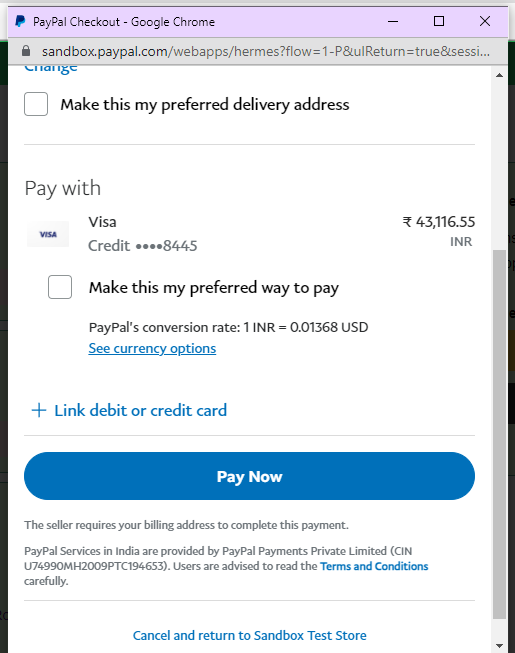 PayPal Checkout - Google Chrome
sandbox.paypal.com/webapps/hermes?flow=1-P&ulReturn=true&sessi...
Change
Make this my preferred delivery address
Pay with
VISA
Visa
₹ 43,116.55
Credit ••••8445
INR
Make this my preferred way to pay
PayPal's conversion rate: 1 INR = 0.01368 USD
See currency options
+ Link debit or credit card
Pay Now
The seller requires your billing address to complete this payment.
PayPal Services in India are provided by PayPal Payments Private Limited (CIN
U74990MH2009PTC194653). Users are advised to read the Terms and Conditions
carefully.
Cancel and return to Sandbox Test Store